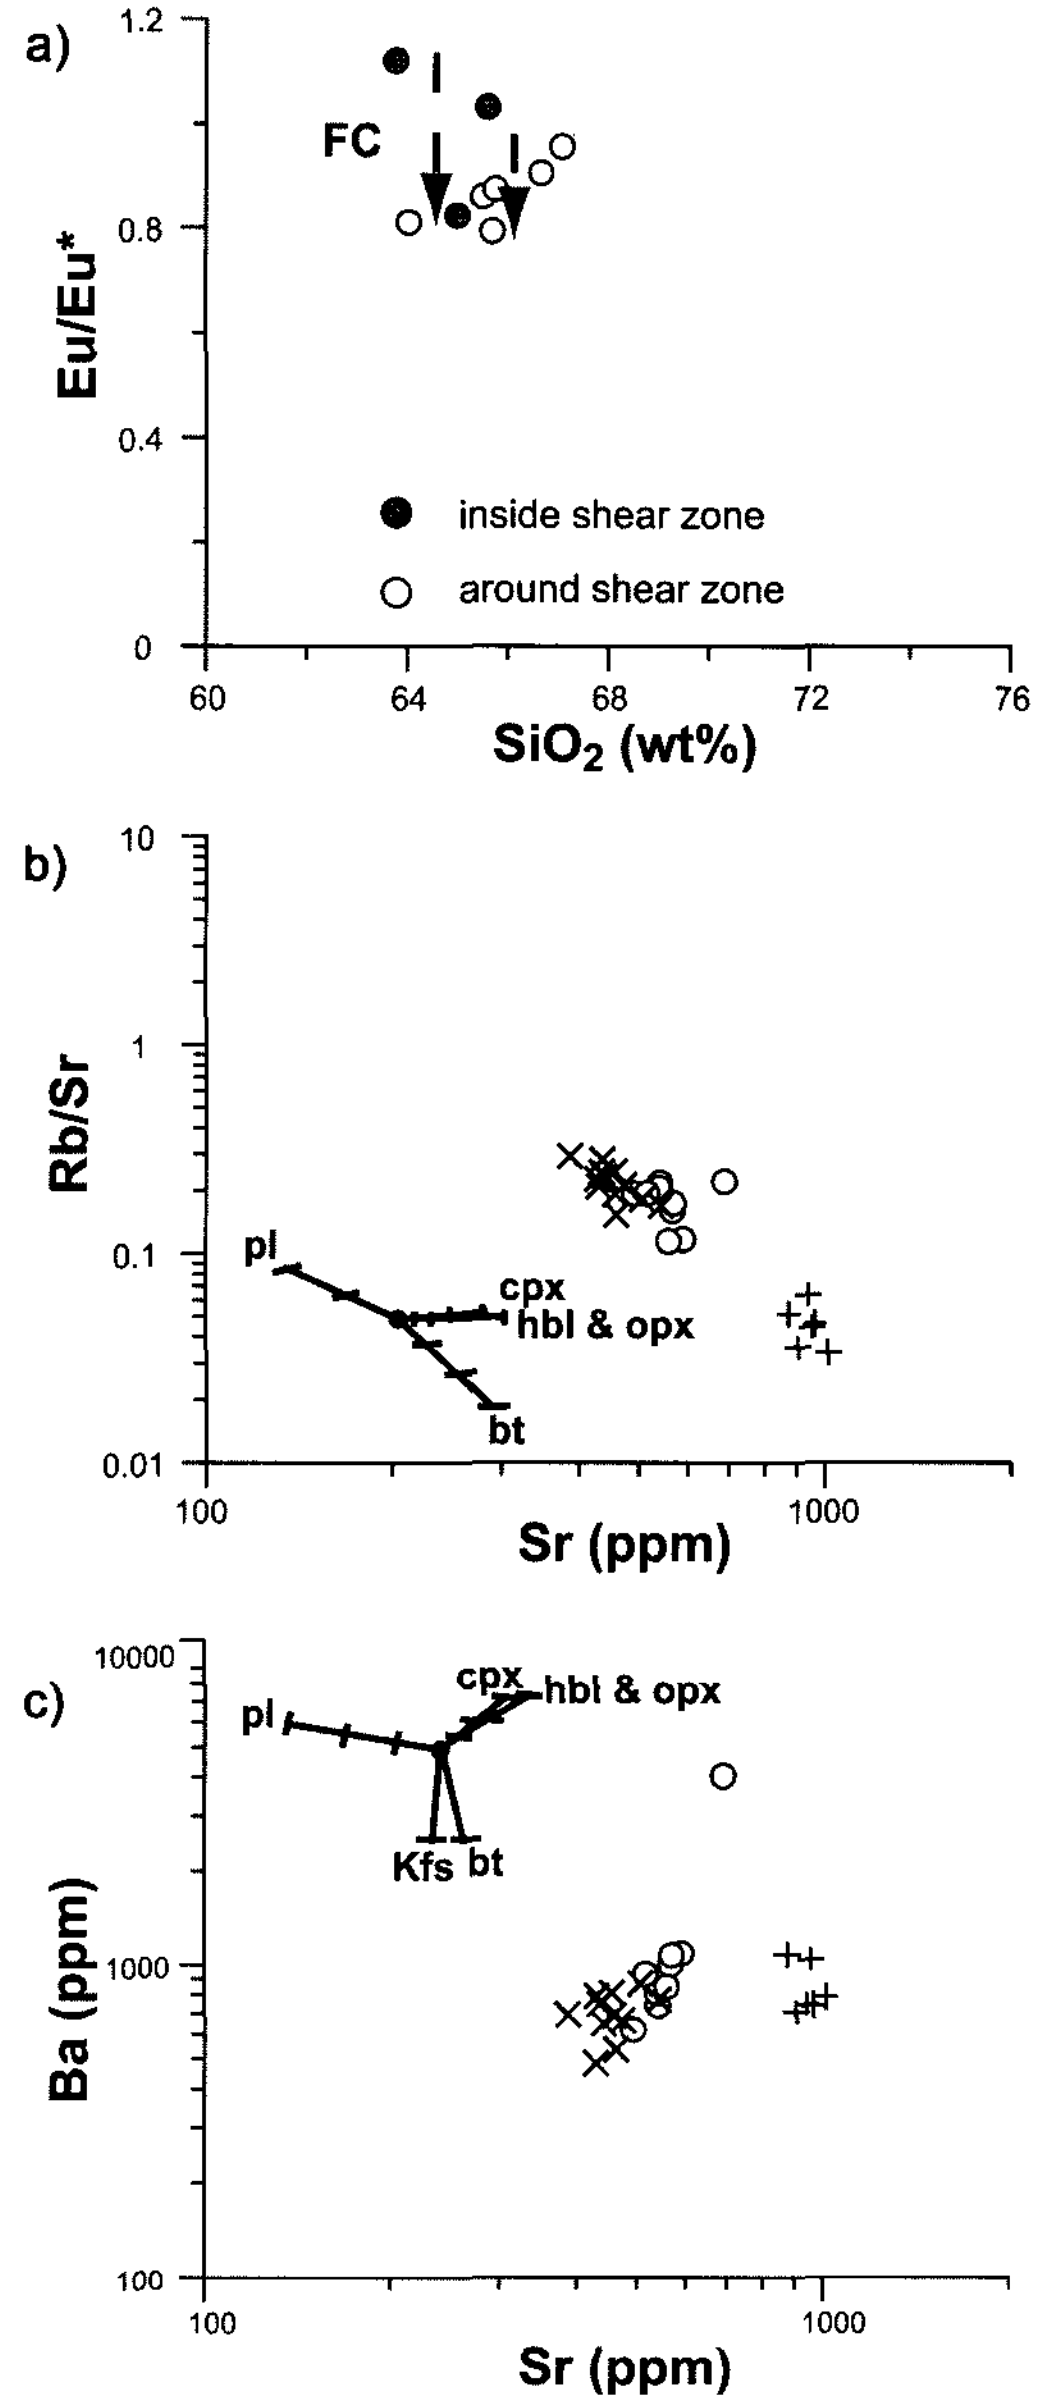 a)
1.2
FC
0.8
Eu/Eu*
0.4
inside shear zone
around shear zone
0
60 64 68 72 76
SiO₂ (wt%)
b)
10
1
Rb/Sr
pl
0.1
cpx
hbl & opx
bt
0.01
100 1000
Sr (ppm)
c)
10000
cpx
hbl & opx
pl
Kfs bt
Ba (ppm)
1000
100
100 1000
Sr (ppm)